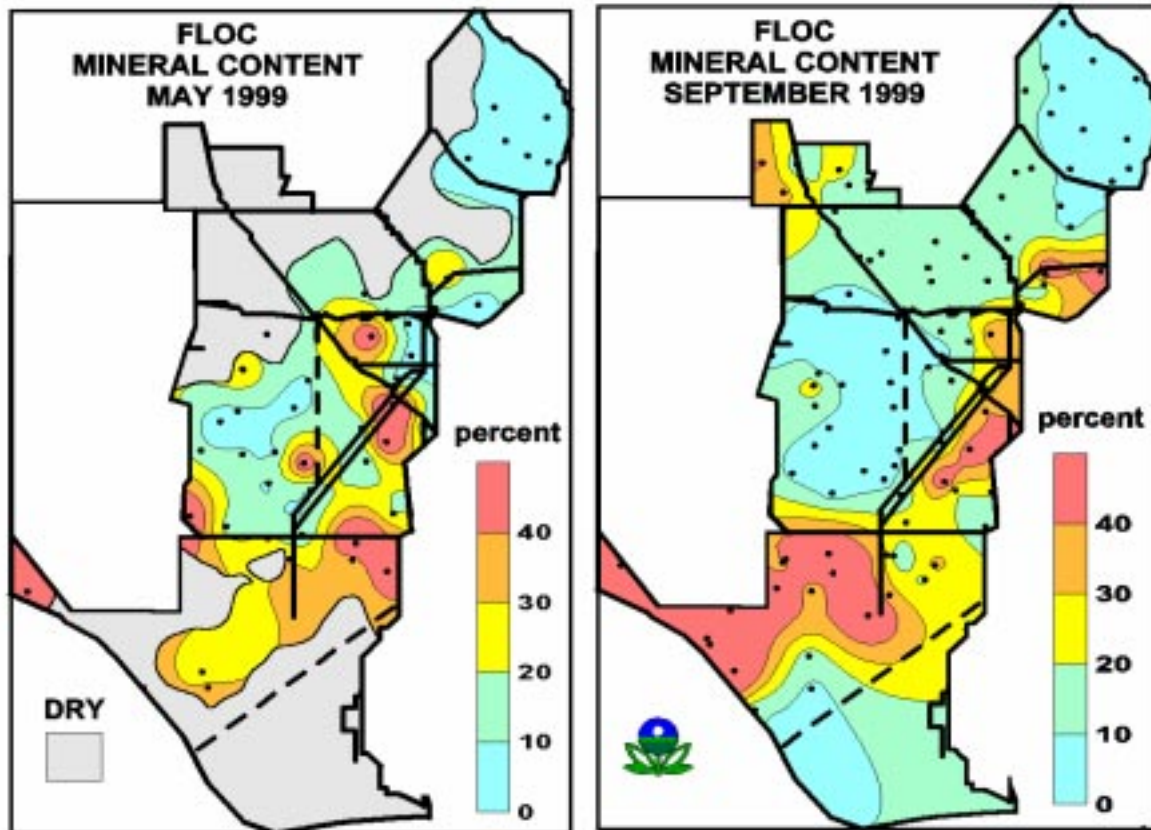 FLOC
MINERAL CONTENT
MAY 1999
percent
40
30
20
10
0
DRY
FLOC
MINERAL CONTENT
SEPTEMBER 1999
percent
40
30
20
10
0